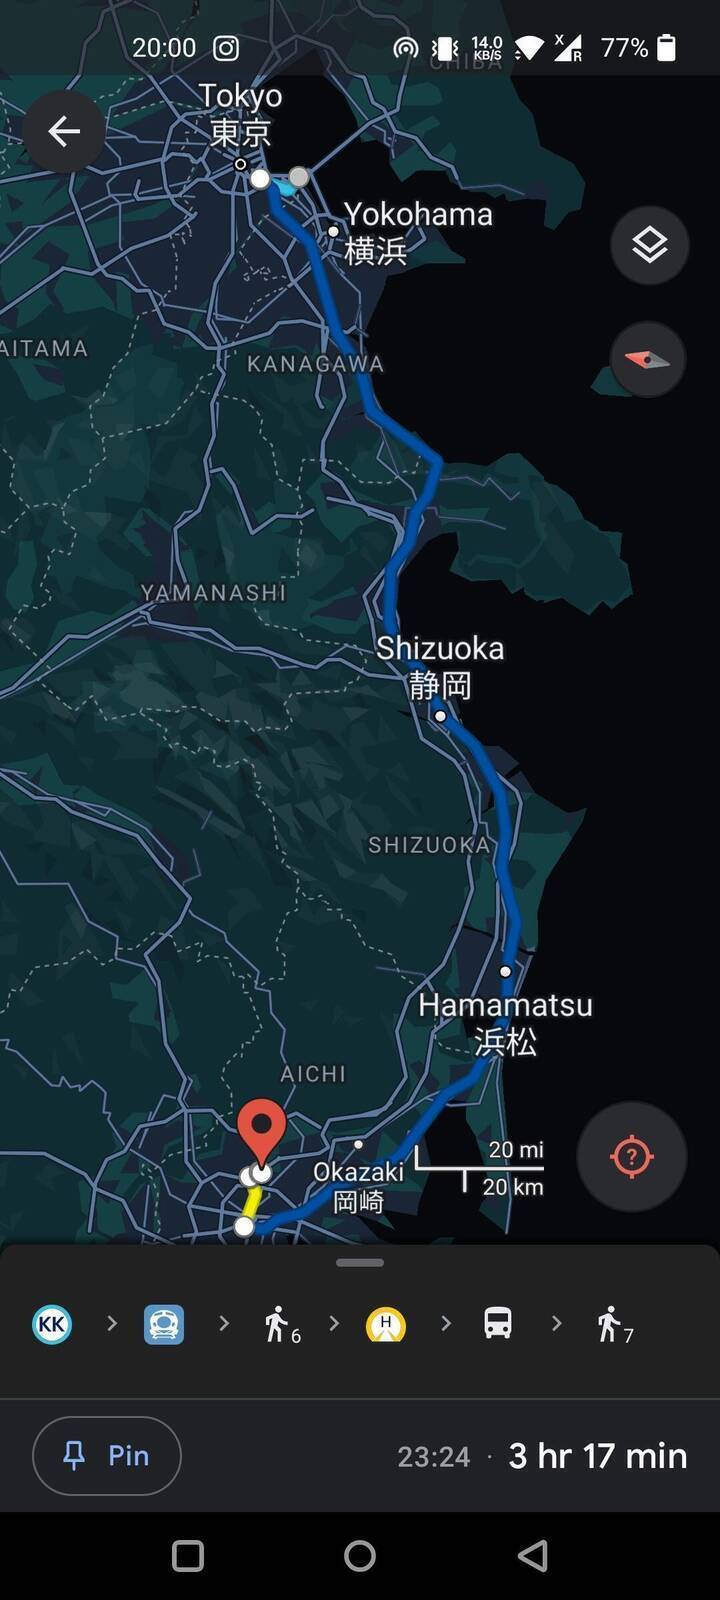 20:00
14.0
KB/S
X
R
77%
CHIBA
Tokyo
東京
Yokohama
横浜
AITAMA
KANAGAWA
YAMANASHI
Shizuoka
静岡
SHIZUOKA
Hamamatsu
浜松
AICHI
20 mi
Okazaki
岡崎
20 km
?
KK
6
H
7
Pin
23:24 · 3 hr 17 min